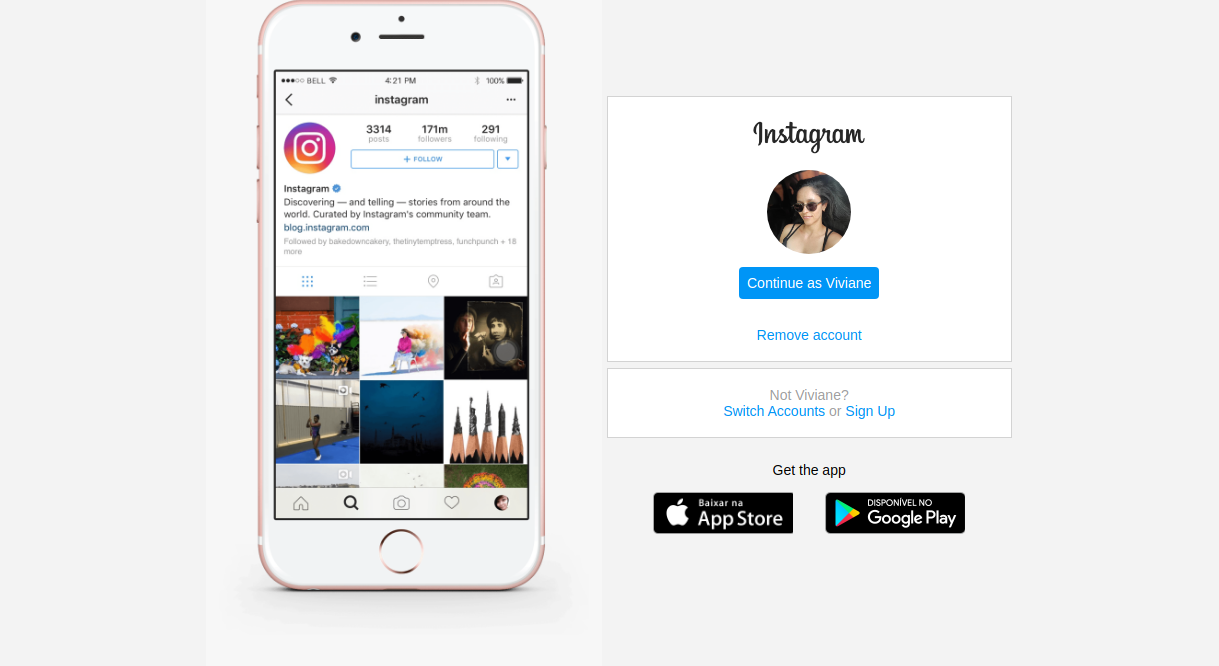 BELL
4:21 PM
100%
instagram
3314
171m
291
posts
followers
following
+ FOLLOW
Instagram
Discovering — and telling — stories from around the
world. Curated by Instagram's community team.
blog.instagram.com
Followed by bakedowncakery, thetinytemptress, funchpunch + 18
more
Instagram
Continue as Viviane
Remove account
Not Viviane?
Switch Accounts or Sign Up
Get the app
Baixar na
App Store
DISPONÍVEL NO
Google Play